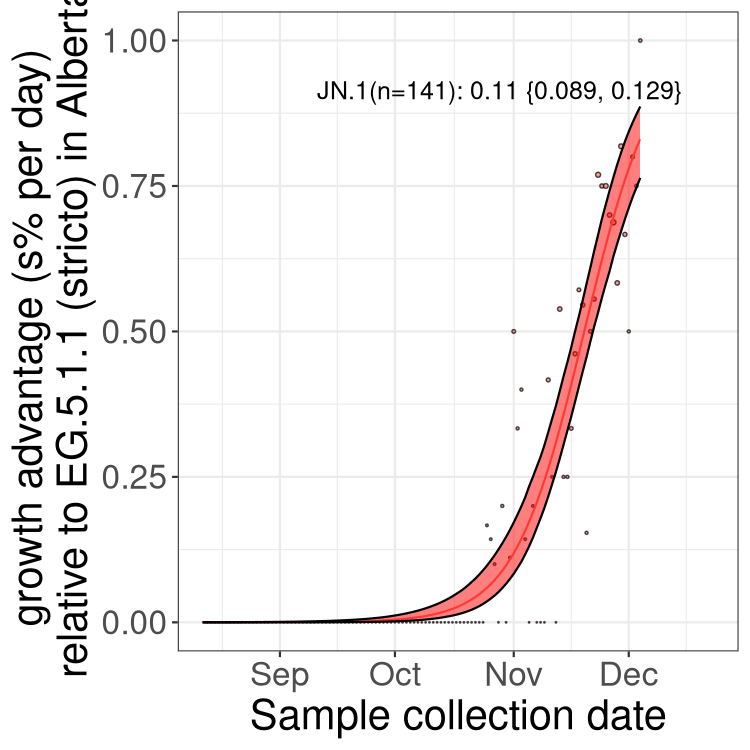 growth advantage (s% per day)
relative to EG.5.1.1 (stricto) in Alberta
1.00
0.75
0.50
0.25
0.00
JN.1(n=141): 0.11 {0.089, 0.129}
Sep Oct Nov Dec
Sample collection date